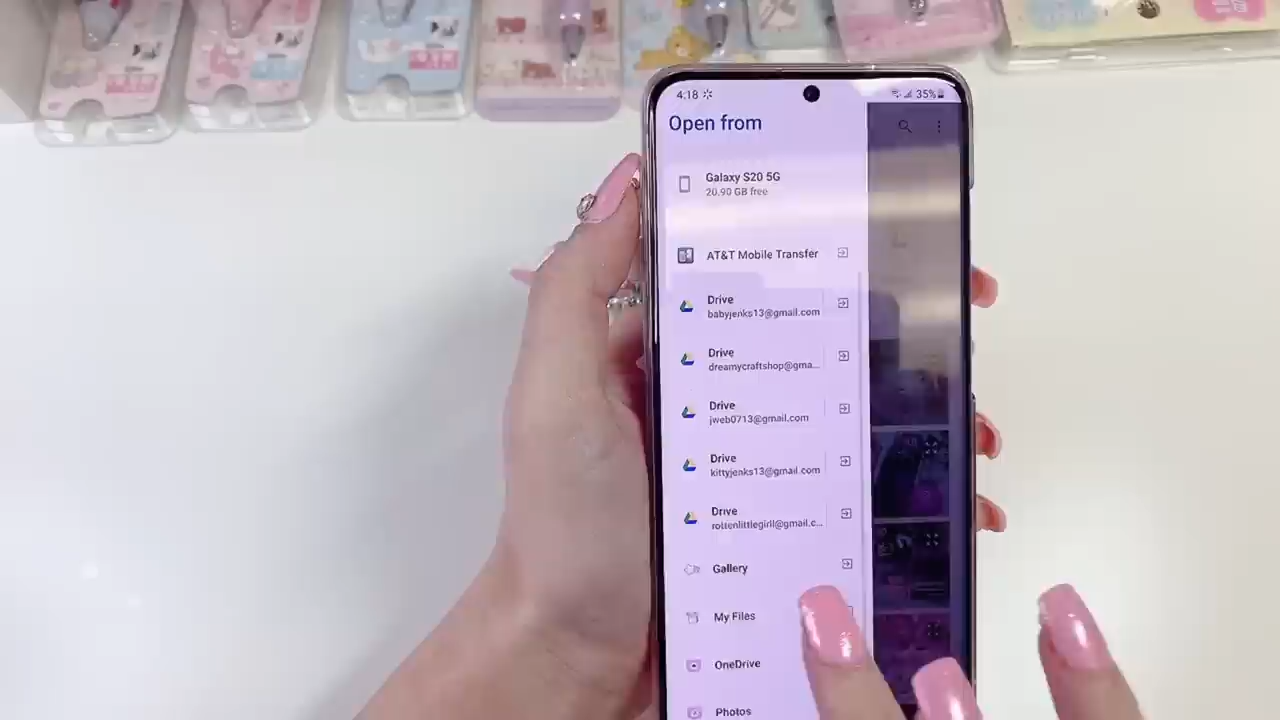 4:18
35%
Open from
Galaxy S20 5G
20.90 GB free
AT&T Mobile Transfer
Drive
babyjenks13@gmail.com
Drive
dreamycraftshop@gma...
Drive
jweb0713@gmail.com
Drive
kittyjenks13@gmail.com
Drive
rottenlittlegirll@gmail.c...
Gallery
My Files
OneDrive
Photos